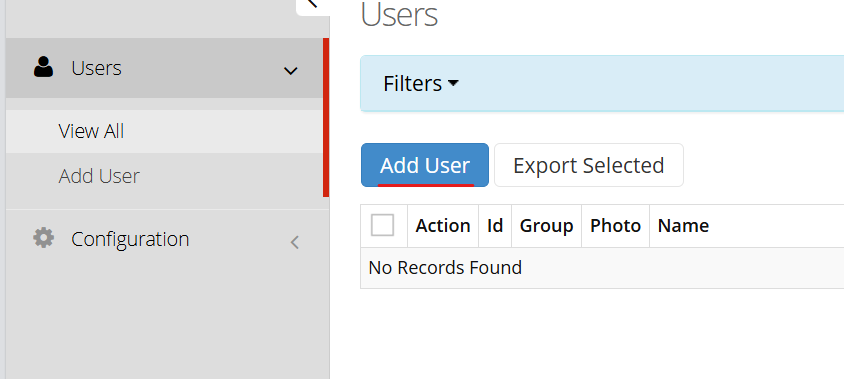 Users
View All
Add User
Configuration
Users
Filters
Add User Export Selected
Action Id Group Photo Name
No Records Found